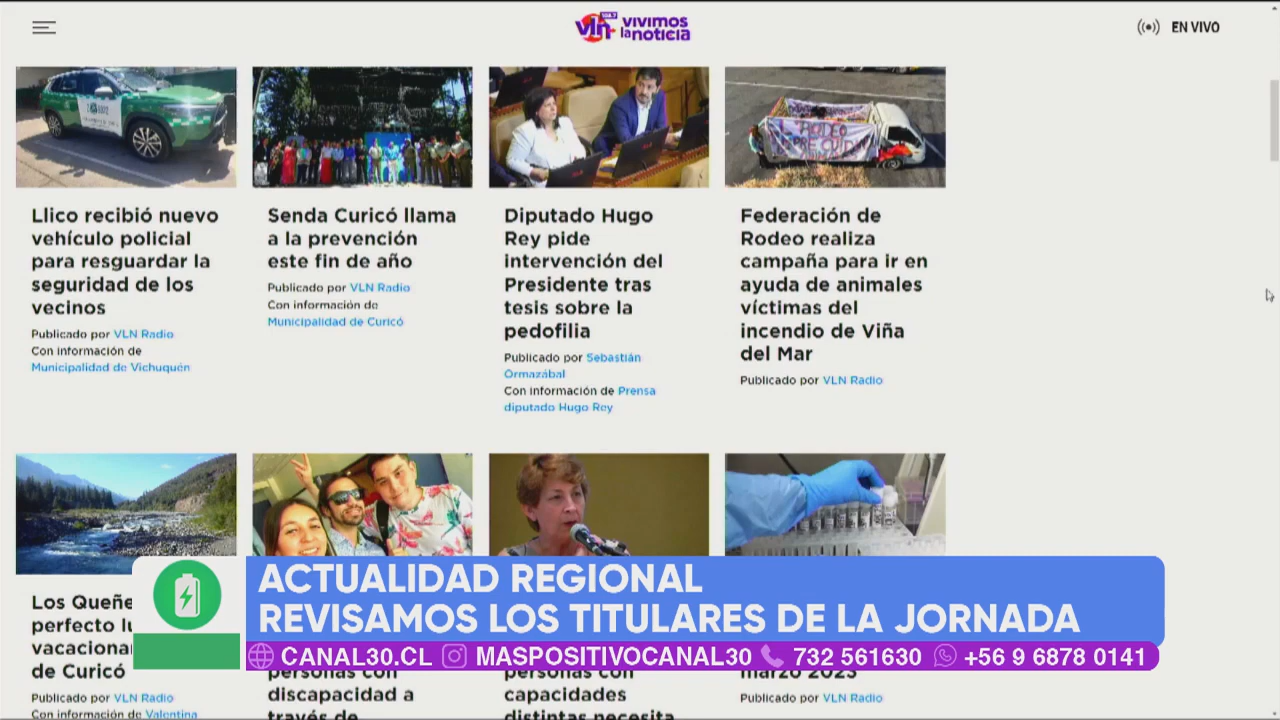 vln+ VIVIMOS
la NOTICIA
EN VIVO
Llico recibió nuevo
vehículo policial
para resguardar la
seguridad de los
vecinos
Publicado por VLN Radio
Con información de
Municipalidad de Vichuquén
Senda Curicó llama
a la prevención
este fin de año
Publicado por VLN Radio
Con información de
Municipalidad de Curicó
Diputado Hugo
Rey pide
intervención del
Presidente tras
tesis sobre la
pedofilia
Publicado por Sebastián
Ormazábal
Con información de Prensa
diputado Hugo Rey
RODEO
Federación de
Rodeo realiza
campaña para ir en
ayuda de animales
víctimas del
incendio de Viña
del Mar
Publicado por VLN Radio
Los Queñe
perfecto lu
vacaciona
de Curicó
Publicado por VLN Radio
Con información de Valentina
personas con
discapacidad a
través de
personas con
capacidades
distintas necesita
marzo 2023
Publicado por VLN Radio
ACTUALIDAD REGIONAL
REVISAMOS LOS TITULARES DE LA JORNADA
CANAL30.CL MASPOSITIVOCANAL30 732 561630 +56 9 6878 0141